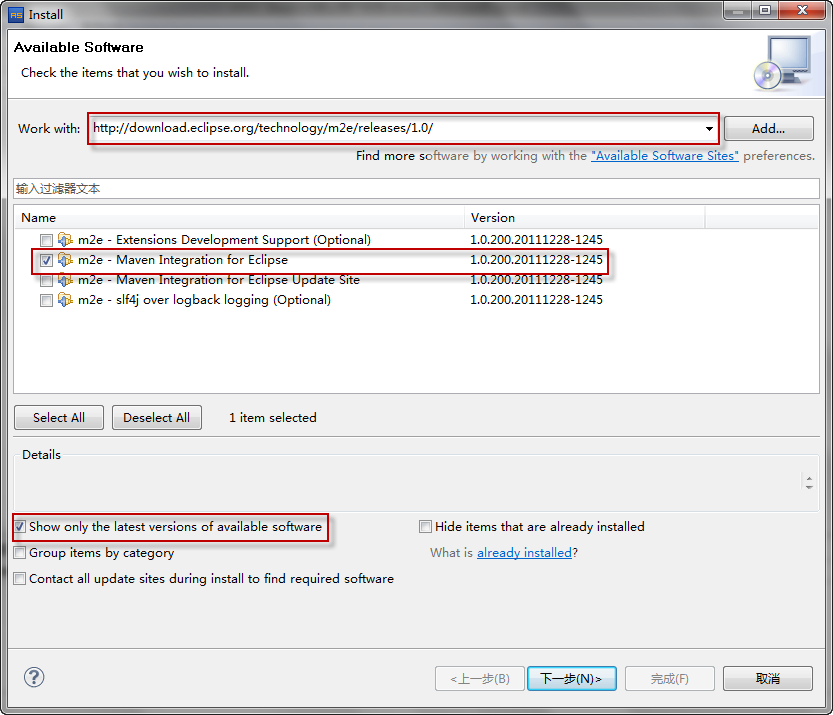 AS Install
Available Software
Check the items that you wish to install.
Work with: http://download.eclipse.org/technology/m2e/releases/1.0/ Add...
Find more software by working with the "Available Software Sites" preferences.
输入过滤器文本
Name Version
m2e - Extensions Development Support (Optional) 1.0.200.20111228-1245
m2e - Maven Integration for Eclipse 1.0.200.20111228-1245
m2e - Maven Integration for Eclipse Update Site 1.0.200.20111228-1245
m2e - slf4j over logback logging (Optional) 1.0.200.20111228-1245
Select All Deselect All 1 item selected
Details
Show only the latest versions of available software Hide items that are already installed
Group items by category What is already installed?
Contact all update sites during install to find required software
? <上一步(B) 下一步(N)> 完成(F) 取消